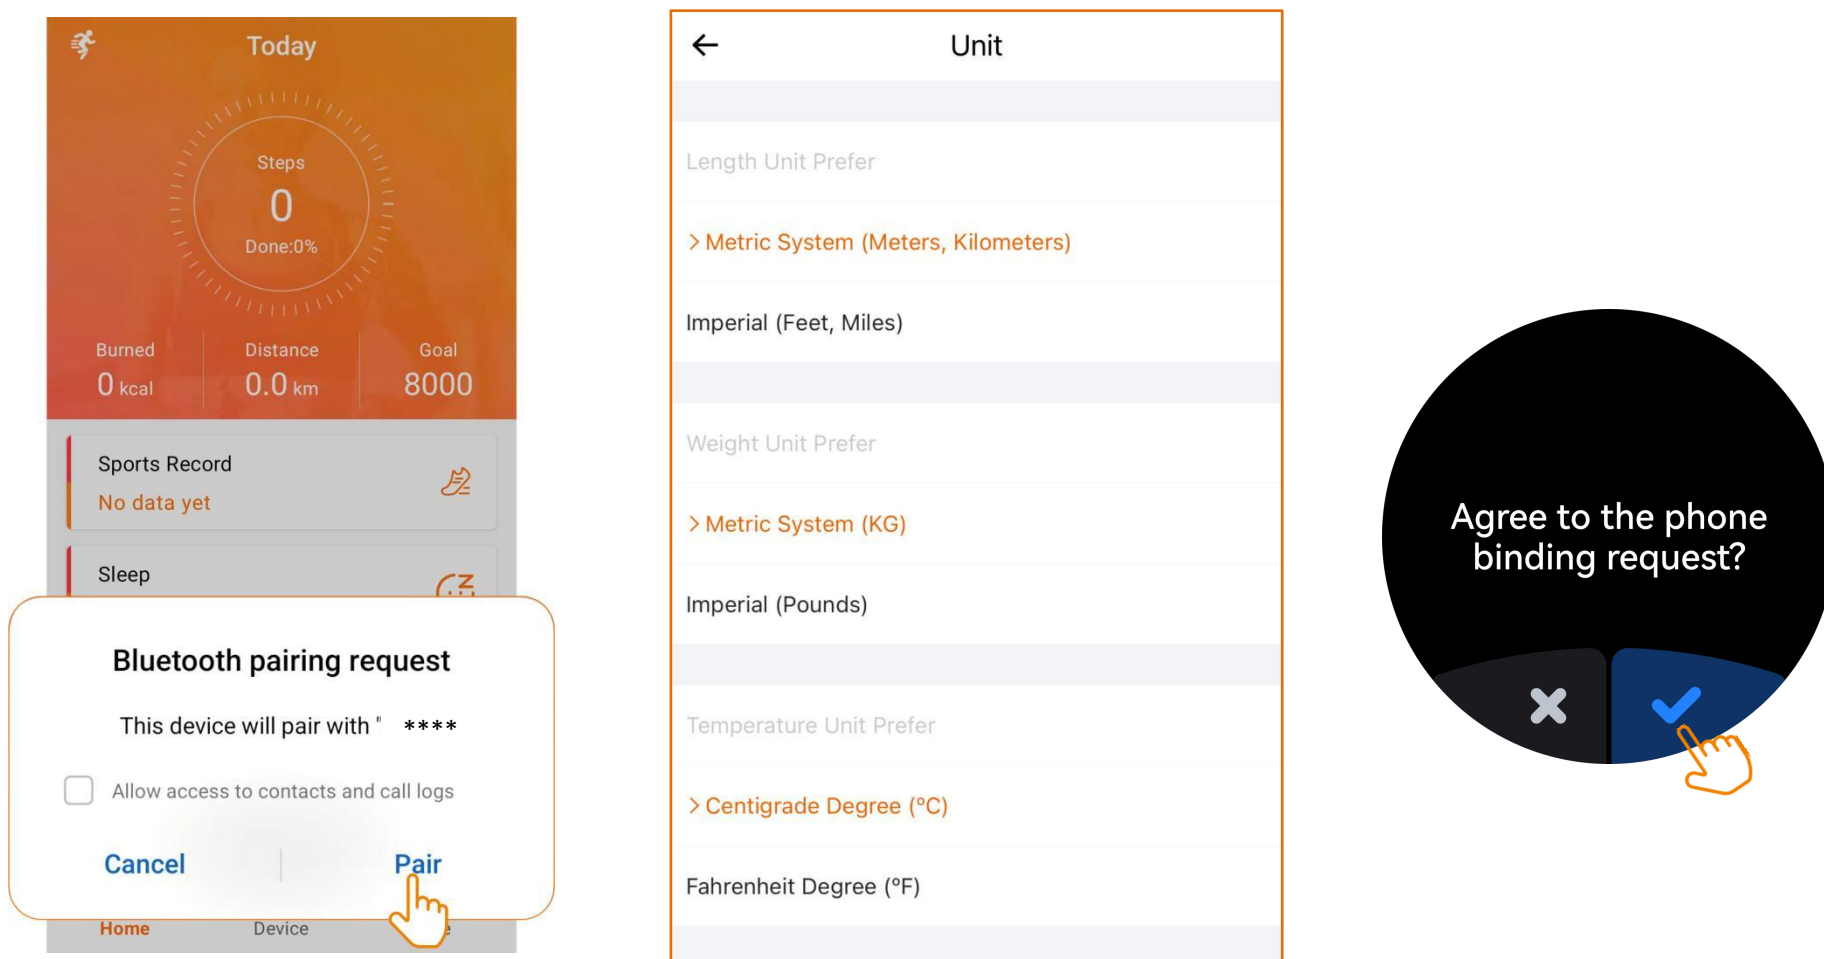 Today
Steps
0
Done:0%
Burned
0 kcal
Distance
0.0 km
Goal
8000
Sports Record
No data yet
Sleep
Bluetooth pairing request
This device will pair with " ****
Allow access to contacts and call logs
Cancel
Pair
Home
Device
Unit
Length Unit Prefer
> Metric System (Meters, Kilometers)
Imperial (Feet, Miles)
Weight Unit Prefer
> Metric System (KG)
Imperial (Pounds)
Temperature Unit Prefer
> Centigrade Degree (ºC)
Fahrenheit Degree (ºF)
Agree to the phone
binding request?